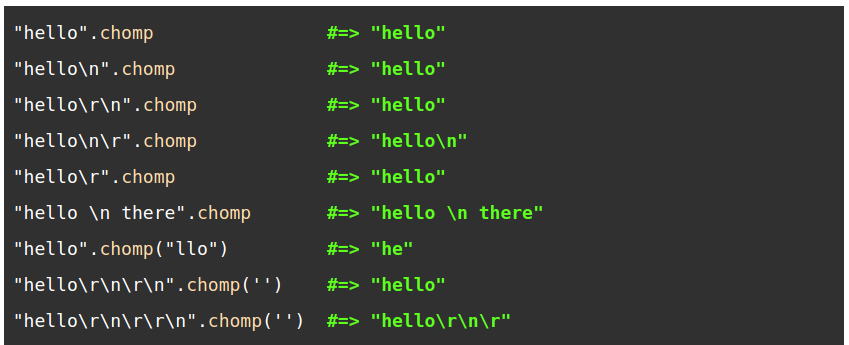 "hello".chomp                #=> "hello"
"hello\n".chomp              #=> "hello"
"hello\r\n".chomp            #=> "hello"
"hello\n\r".chomp            #=> "hello\n"
"hello\r".chomp              #=> "hello"
"hello \n there".chomp       #=> "hello \n there"
"hello".chomp("llo")         #=> "he"
"hello\r\n\r\n".chomp('')    #=> "hello"
"hello\r\n\r\r\n".chomp('')  #=> "hello\r\n\r"